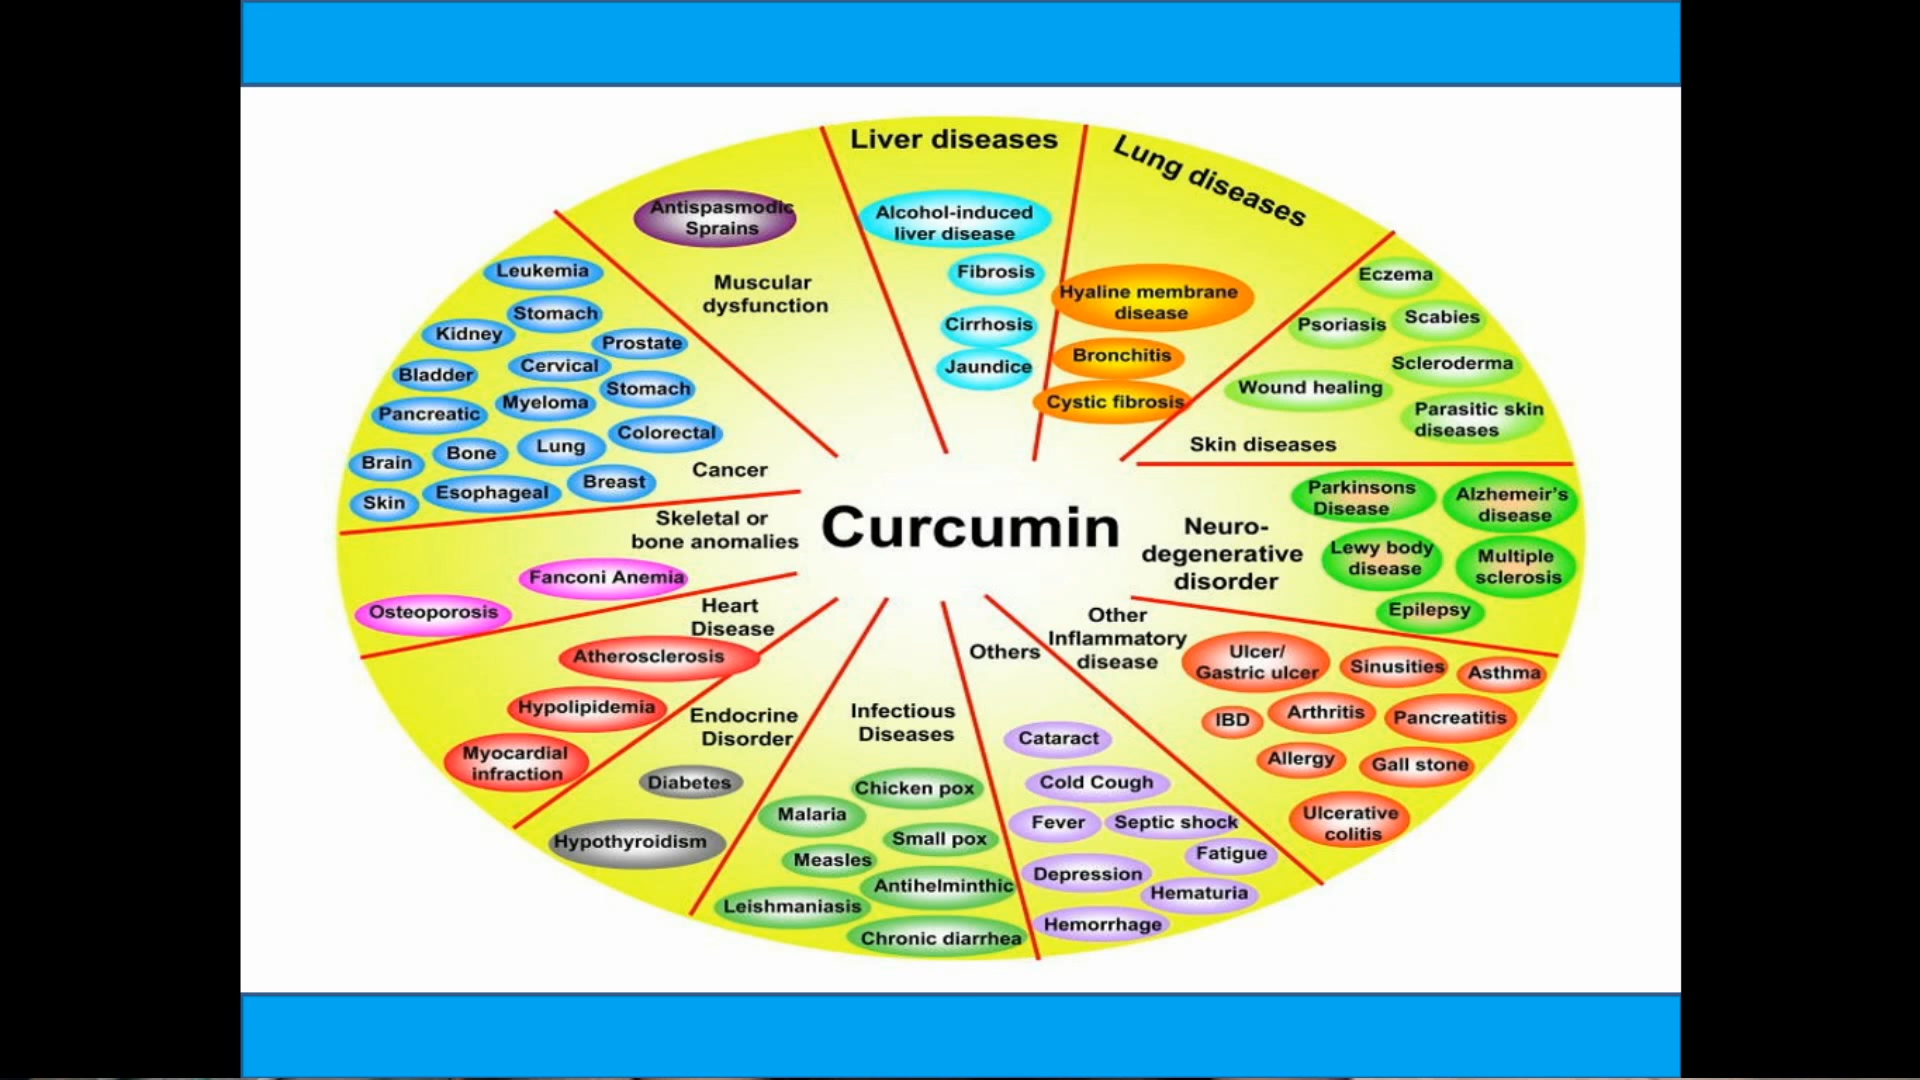 Liver diseases
Alcohol-induced
liver disease
Fibrosis
Cirrhosis
Jaundice
Lung diseases
Hyaline membrane
disease
Bronchitis
Cystic fibrosis
Eczema
Psoriasis
Scabies
Scleroderma
Wound healing
Parasitic skin
diseases
Skin diseases
Neuro-
degenerative
disorder
Parkinsons
Disease
Alzhemeir's
disease
Lewy body
disease
Multiple
sclerosis
Epilepsy
Other
Inflammatory
disease
Ulcer/
Gastric ulcer
Sinusities
Asthma
IBD
Arthritis
Pancreatitis
Allergy
Gall stone
Ulcerative
colitis
Others
Cataract
Cold Cough
Fever
Septic shock
Fatigue
Depression
Hematuria
Hemorrhage
Infectious
Diseases
Chicken pox
Malaria
Small pox
Measles
Antihelminthic
Leishmaniasis
Chronic diarrhea
Endocrine
Disorder
Diabetes
Hypothyroidism
Heart
Disease
Atherosclerosis
Hypolipidemia
Myocardial
infraction
Skeletal or
bone anomalies
Fanconi Anemia
Osteoporosis
Cancer
Leukemia
Stomach
Kidney
Prostate
Cervical
Bladder
Stomach
Myeloma
Pancreatic
Colorectal
Lung
Bone
Brain
Breast
Esophageal
Skin
Antispasmodic
Sprains
Muscular
dysfunction
Curcumin